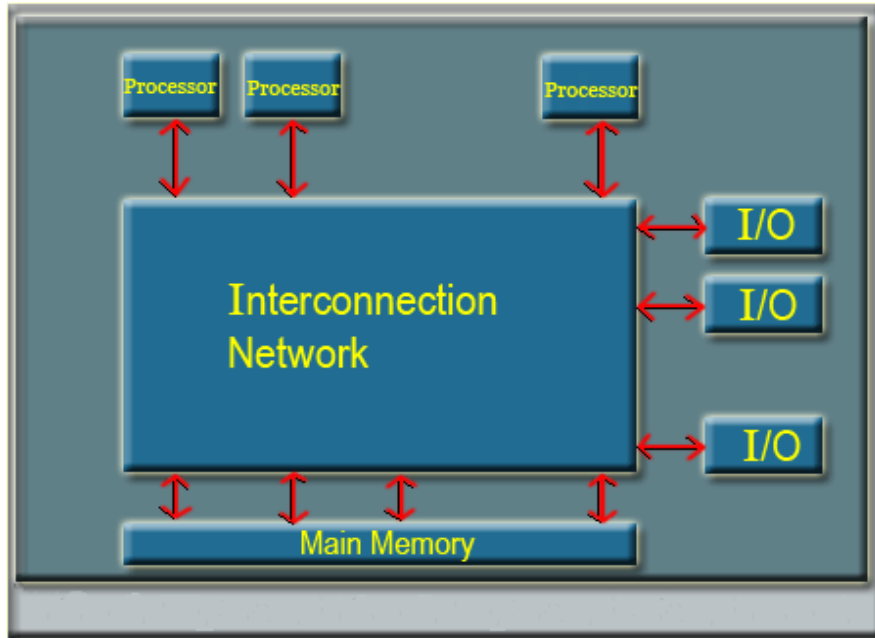 Processor
Processor
Processor
I/O
I/O
I/O
Interconnection
Network
Main Memory